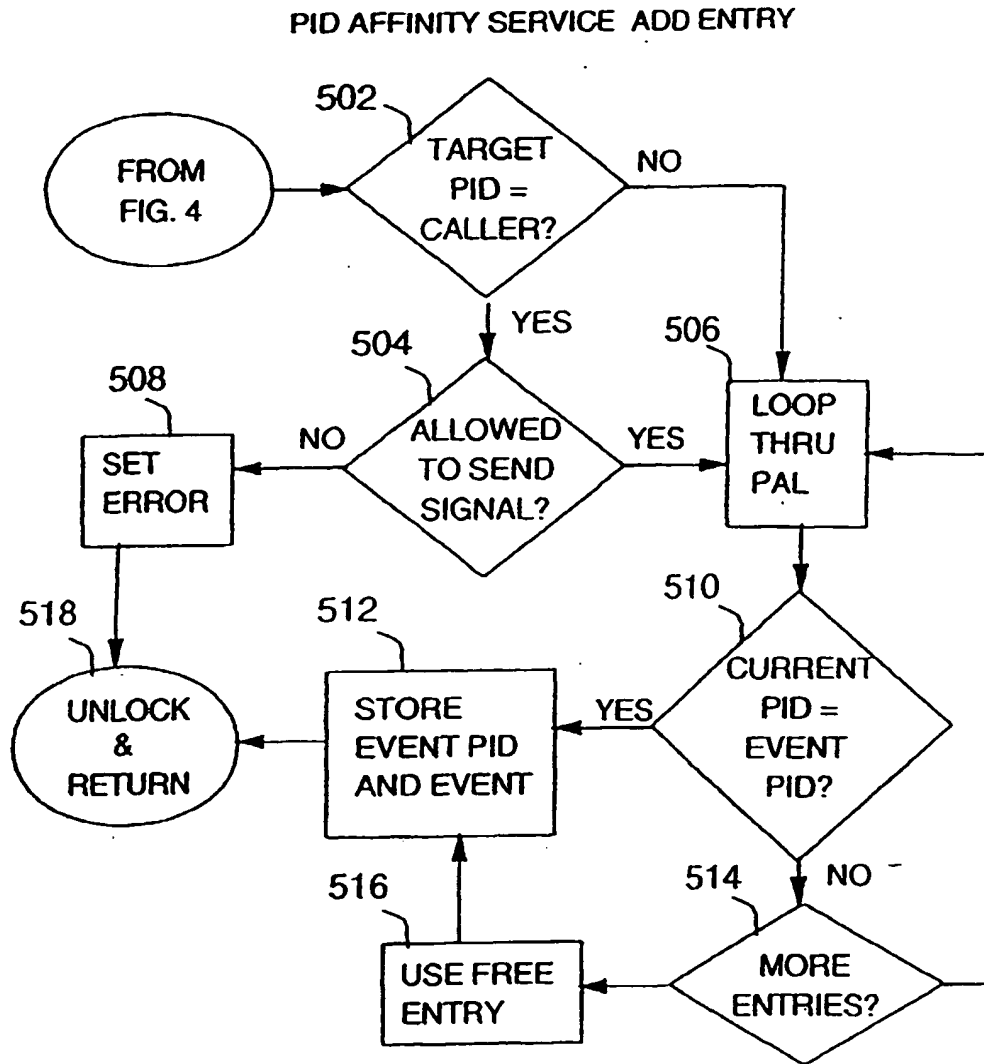 PID AFFINITY SERVICE ADD ENTRY
502
FROM
FIG. 4
TARGET
PID =
CALLER?
NO
YES
504
506
508
ALLOWED
TO SEND
SIGNAL?
NO
YES
LOOP
THRU
PAL
SET
ERROR
510
512
518
CURRENT
PID =
EVENT
PID?
YES
STORE
EVENT PID
AND EVENT
UNLOCK
&
RETURN
NO
514
516
MORE
ENTRIES?
USE FREE
ENTRY